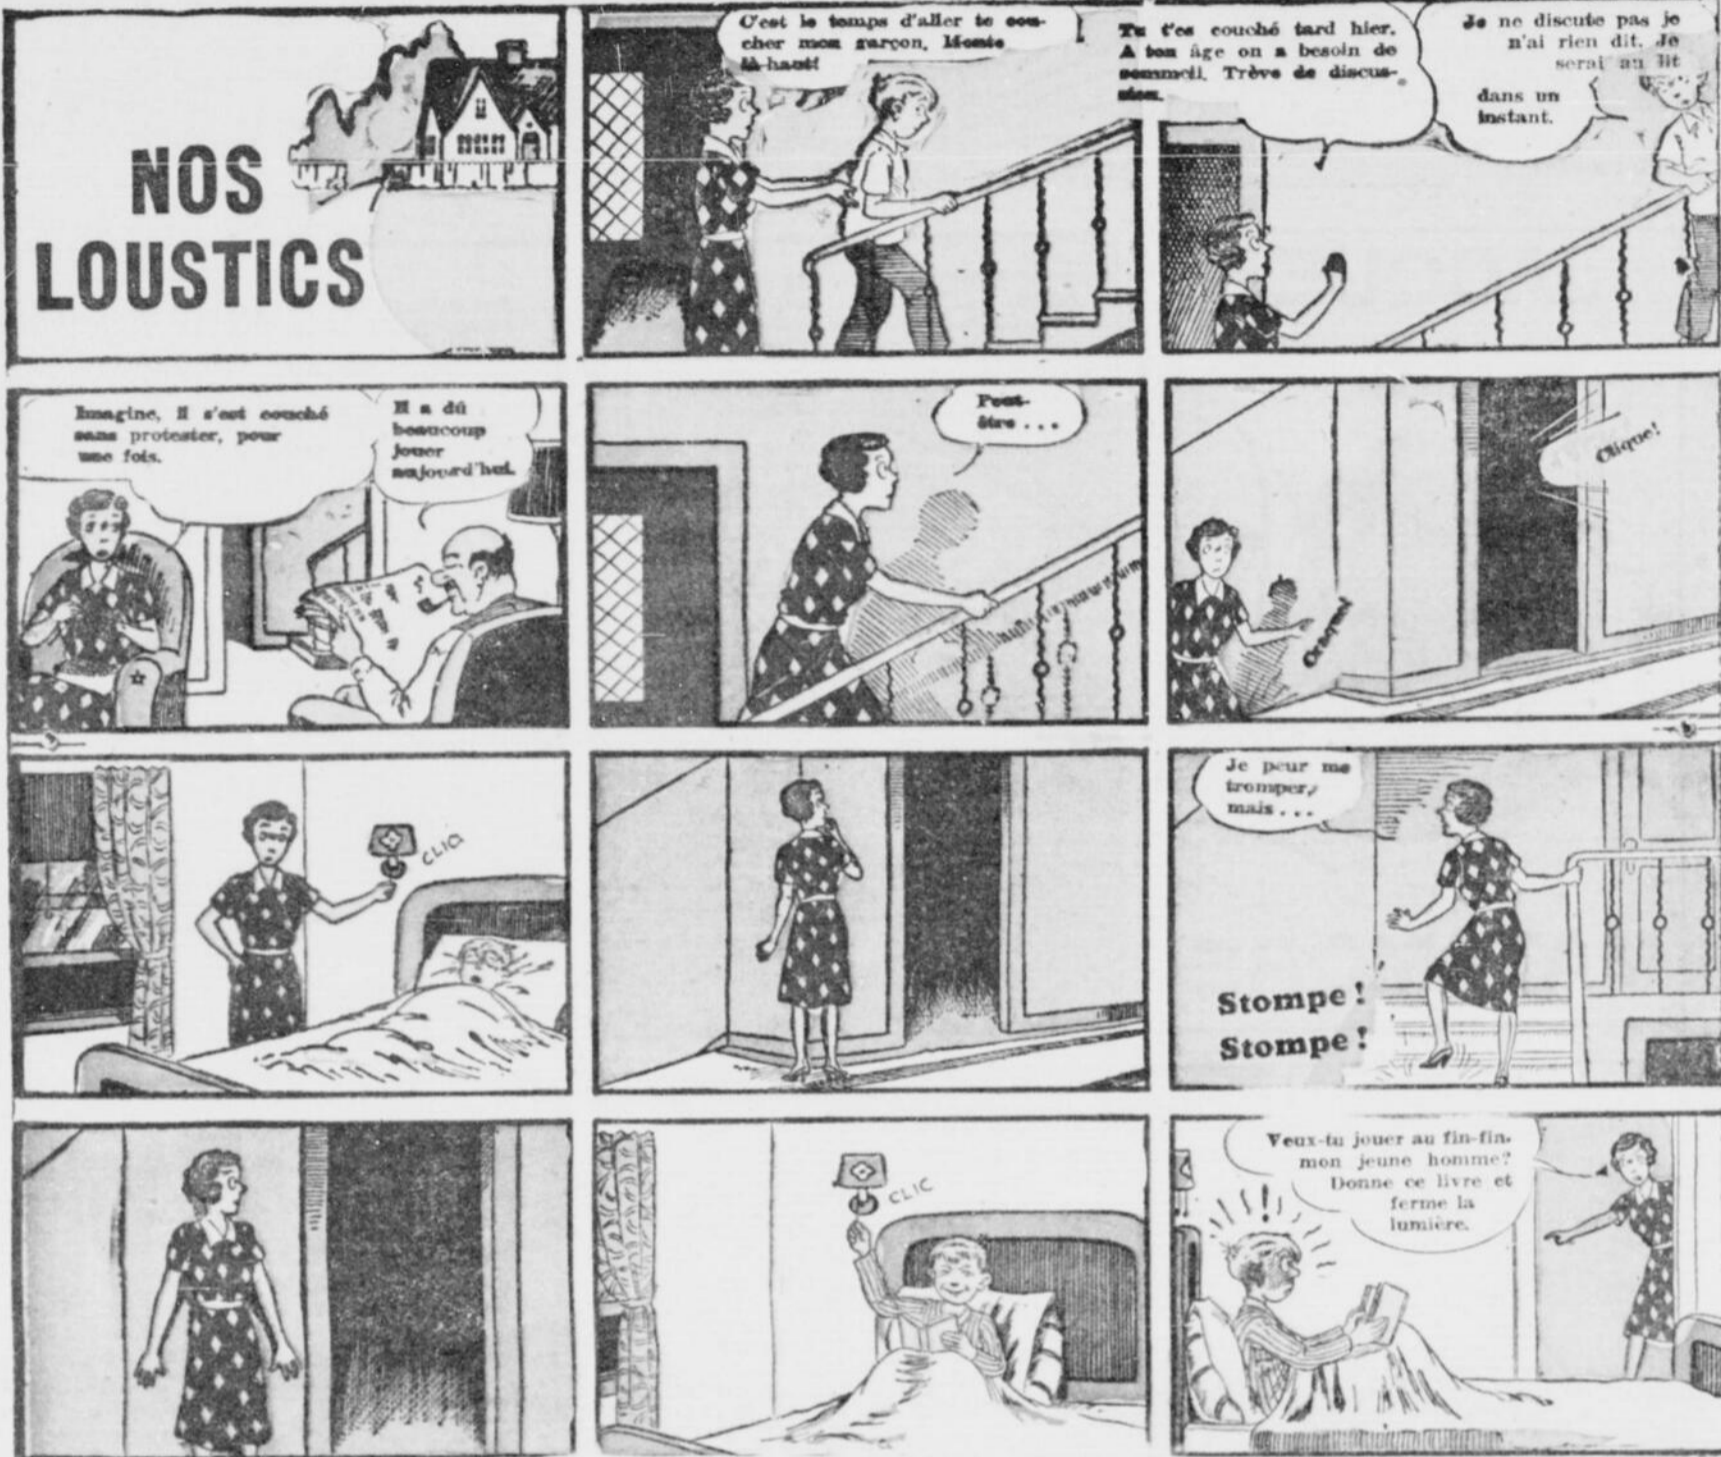 NOS
LOUSTICS
C'est le temps d'aller te cou-
cher mon garçon. Monte
là-haut!
Tu t'es couché tard hier.
A ton âge on a besoin de
sommeil. Trève de discus-
sion.
Je ne discute pas je
n'ai rien dit. Je
serai au lit
dans un
instant.
Imagine, il s'est couché
sans protester, pour
une fois.
Il a dû
beaucoup
jouer
aujourd'hui.
Peut-
être . . .
Clique!
CLIC
Je peur me
tromper,
mais . . .
Stompe!
Stompe!
CLIC
Veux-tu jouer au fin-fin,
mon jeune homme?
Donne ce livre et
ferme la
lumière.
! !